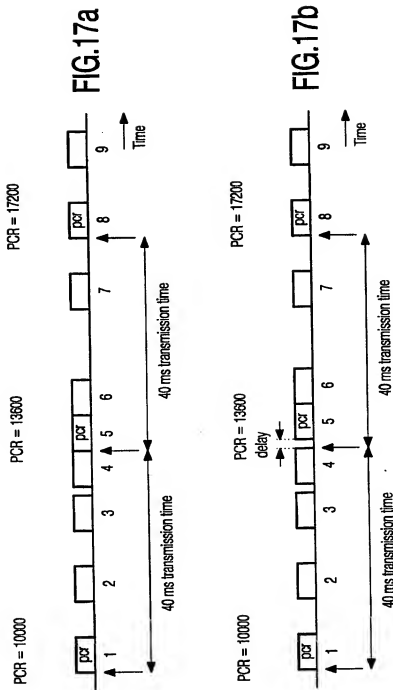 FIG.17a
PCR = 10000
PCR = 13600
PCR = 17200
pcr
pcr
pcr
1
2
3
4
5
6
7
8
9
40 ms transmission time
40 ms transmission time
Time
FIG.17b
PCR = 10000
PCR = 13600
PCR = 17200
delay
pcr
pcr
pcr
1
2
3
4
5
6
7
8
9
40 ms transmission time
40 ms transmission time
Time